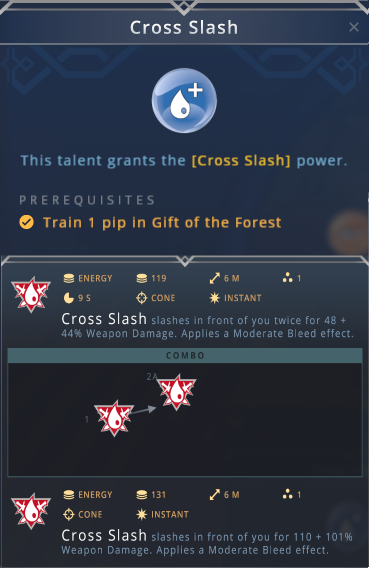 Cross Slash
This talent grants the [Cross Slash] power.
PREREQUISITES
Train 1 pip in Gift of the Forest
ENERGY 119 6 M 1
9 S CONE INSTANT
Cross Slash slashes in front of you twice for 48 +
44% Weapon Damage. Applies a Moderate Bleed effect.
COMBO
2A
1
ENERGY 131 6 M 1
CONE INSTANT
Cross Slash slashes in front of you for 110 + 101%
Weapon Damage. Applies a Moderate Bleed effect.